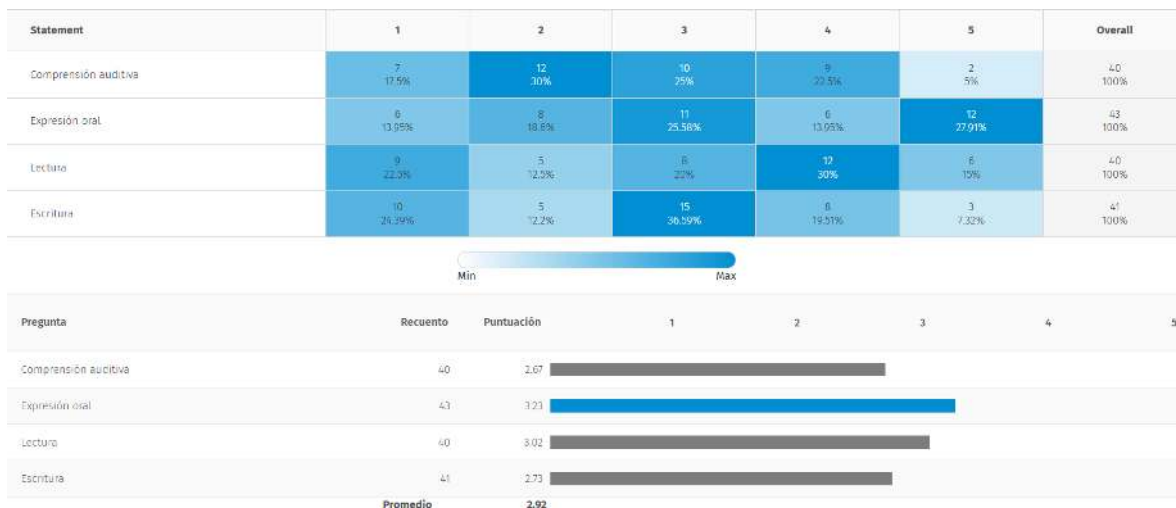 Statement 1 2 3 4 5 Overall
Comprensión auditiva 7 12 10 9 2 40
17.5% 30% 25% 22.5% 5% 100%
Expresión oral 6 8 11 6 12 43
13.95% 18.6% 25.58% 13.95% 27.91% 100%
Lectura 9 5 8 12 6 40
22.5% 12.5% 20% 30% 15% 100%
Escritura 10 5 15 8 3 41
24.39% 12.2% 36.59% 19.51% 7.32% 100%
Min Max
Pregunta Recuento Puntuación 1 2 3 4 5
Comprensión auditiva 40 2.67
Expresión oral 43 3.23
Lectura 40 3.02
Escritura 41 2.73
Promedio 2.92